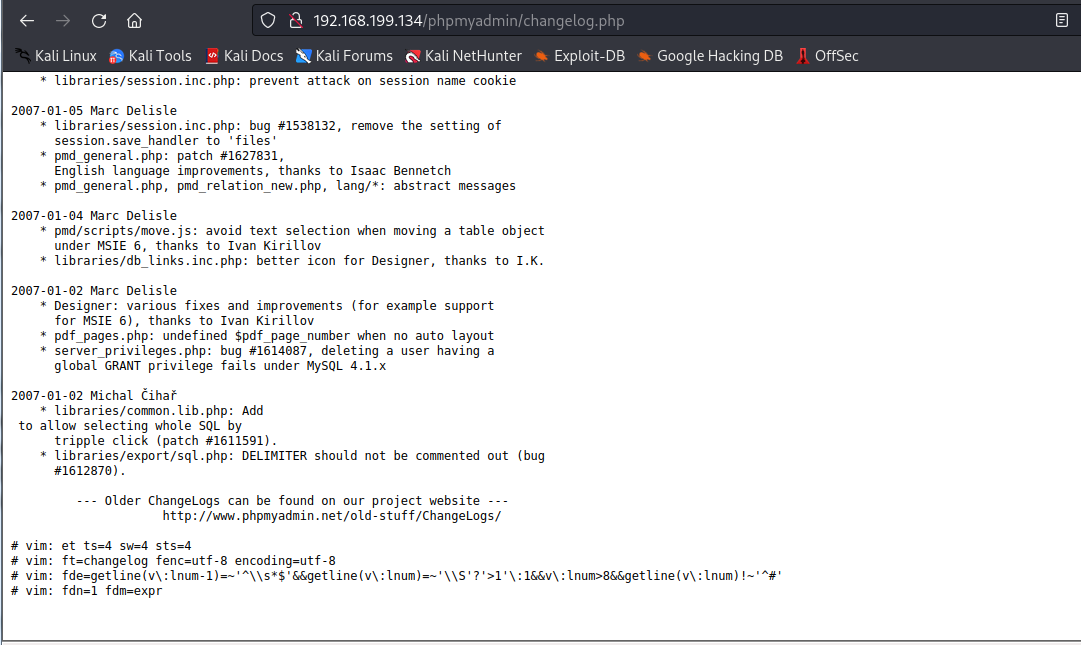 192.168.199.134/phpmyadmin/changelog.php
Kali Linux Kali Tools Kali Docs Kali Forums Kali NetHunter Exploit-DB Google Hacking DB OffSec
* libraries/session.inc.php: prevent attack on session name cookie
2007-01-05 Marc Delisle
* libraries/session.inc.php: bug #1538132, remove the setting of
session.save_handler to 'files'
* pmd_general.php: patch #1627831,
English language improvements, thanks to Isaac Bennetch
* pmd_general.php, pmd_relation_new.php, lang/*: abstract messages
2007-01-04 Marc Delisle
* pmd/scripts/move.js: avoid text selection when moving a table object
under MSIE 6, thanks to Ivan Kirillov
* libraries/db_links.inc.php: better icon for Designer, thanks to I.K.
2007-01-02 Marc Delisle
* Designer: various fixes and improvements (for example support
for MSIE 6), thanks to Ivan Kirillov
* pdf_pages.php: undefined $pdf_page_number when no auto layout
* server_privileges.php: bug #1614087, deleting a user having a
global GRANT privilege fails under MySQL 4.1.x
2007-01-02 Michal Čihař
* libraries/common.lib.php: Add
to allow selecting whole SQL by
tripple click (patch #1611591).
* libraries/export/sql.php: DELIMITER should not be commented out (bug
#1612870).
--- Older ChangeLogs can be found on our project website ---
http://www.phpmyadmin.net/old-stuff/ChangeLogs/
# vim: et ts=4 sw=4 sts=4
# vim: ft=changelog fenc=utf-8 encoding=utf-8
# vim: fde=getline(v\:lnum-1)=~'^\\s*$'&&getline(v\:lnum)=~'\\S'?'>1'\:1&&v\:lnum>8&&getline(v\:lnum)!~'^#'
# vim: fdn=1 fdm=expr